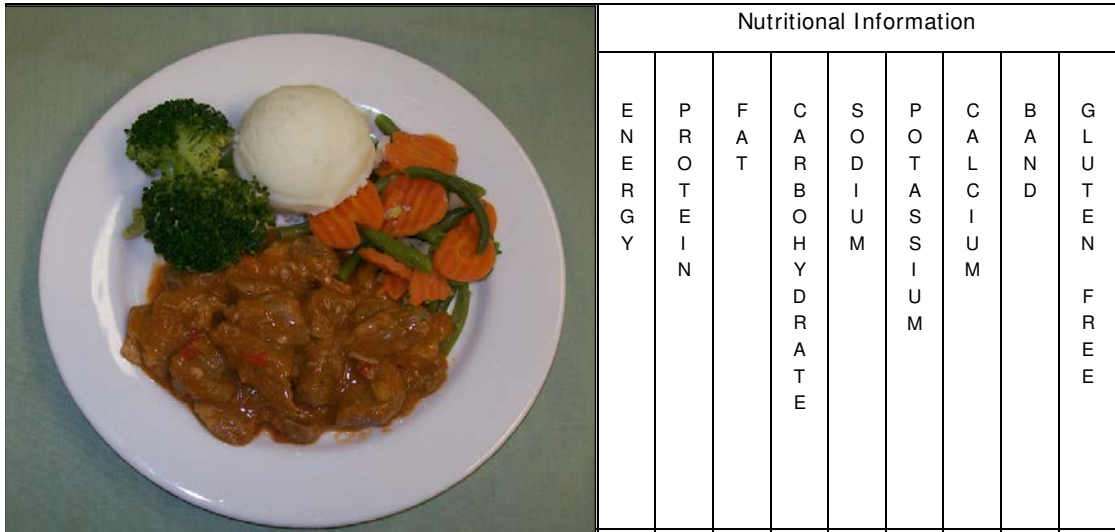 Nutritional Information
ENERGY
PROTEIN
FAT
CARBOHYDRATE
SODIUM
POTASSIUM
CALCIUM
BAND
GLUTEN FREE